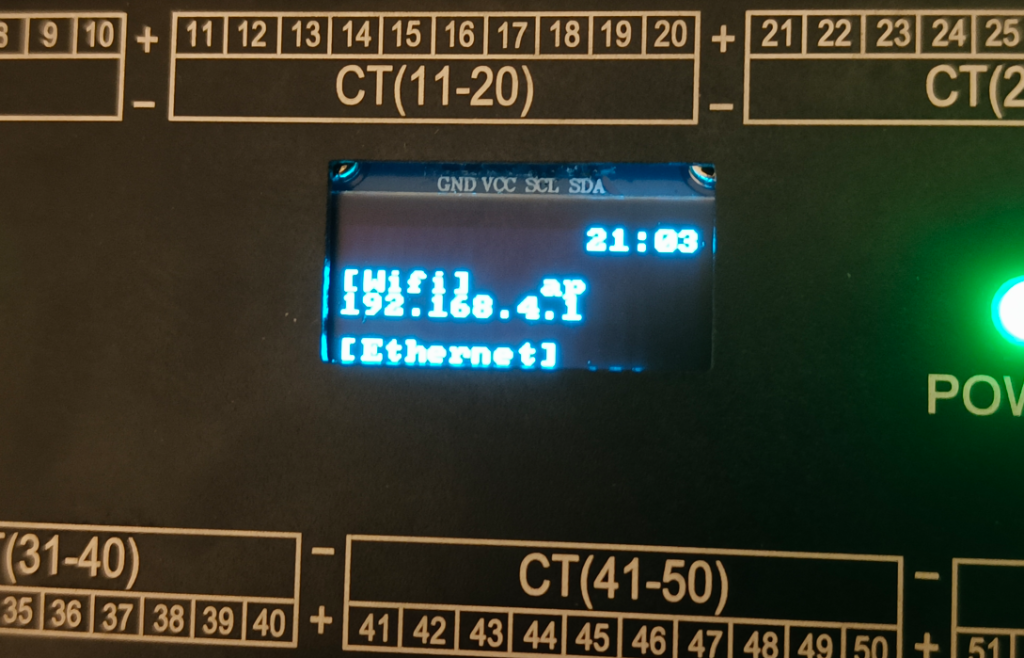 8 9 10 + 11 12 13 14 15 16 17 18 19 20 + 21 22 23 24 25
- CT(11-20) - CT(2
GND VCC SCL SDA
21:03
[Wifi] ap
192.168.4.1
[Ethernet]
POW
(31-40) - CT(41-50) -
35 36 37 38 39 40 + 41 42 43 44 45 46 47 48 49 50 + 51